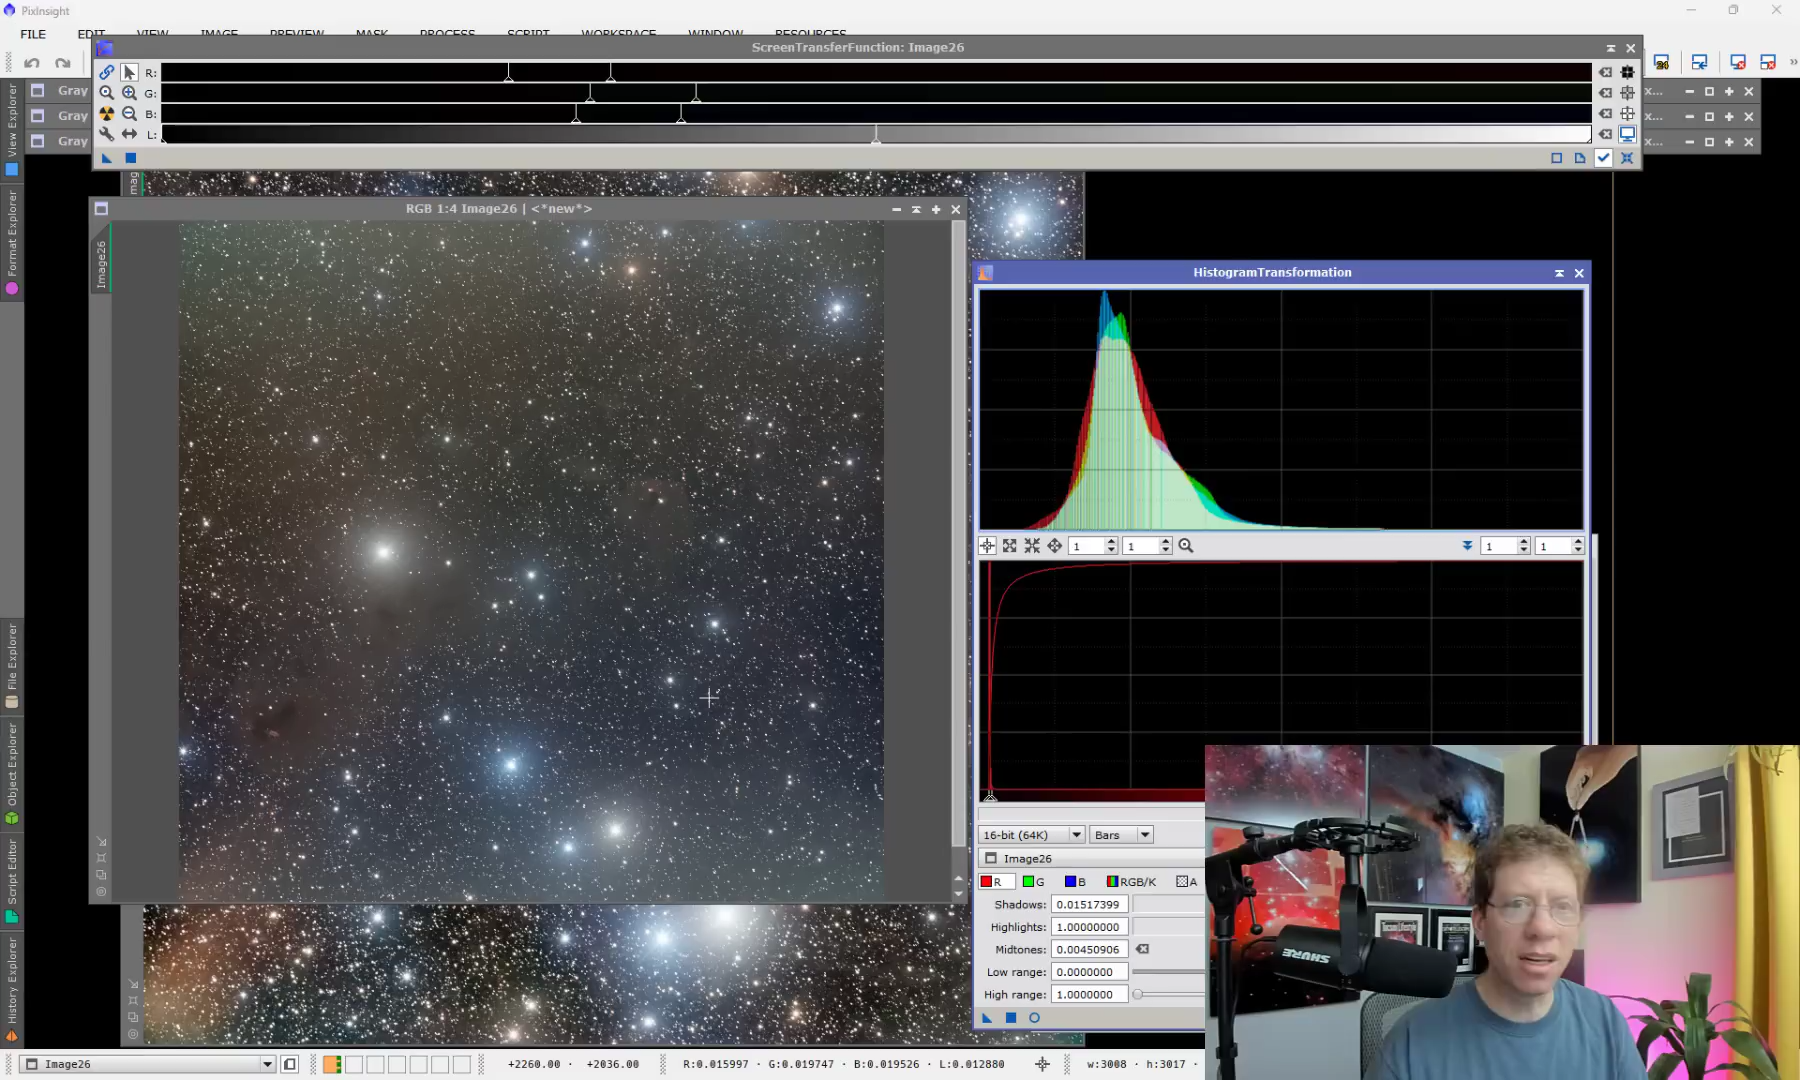 PixInsight
FILE EDIT VIEW IMAGE PREVIEW MASK PROCESS SCRIPT WORKSPACE WINDOW RESOURCES
ScreenTransferFunction: Image26
R:
G:
B:
L:
Gray
Gray
Gray
x...
x...
x...
24
View Explorer
Format Explorer
File Explorer
Object Explorer
Script Editor
History Explorer
RGB 1:4 Image26 | <*new*>
Image26
HistogramTransformation
1 1 1 1
16-bit (64K) Bars
Image26
R G B RGB/K A
Shadows: 0.01517399
Highlights: 1.00000000
Midtones: 0.00450906
Low range: 0.0000000
High range: 1.0000000
SHURE
Image26 +2260.00 · +2036.00 R:0.015997 · G:0.019747 · B:0.019526 · L:0.012880 w:3008 · h:3017 ·